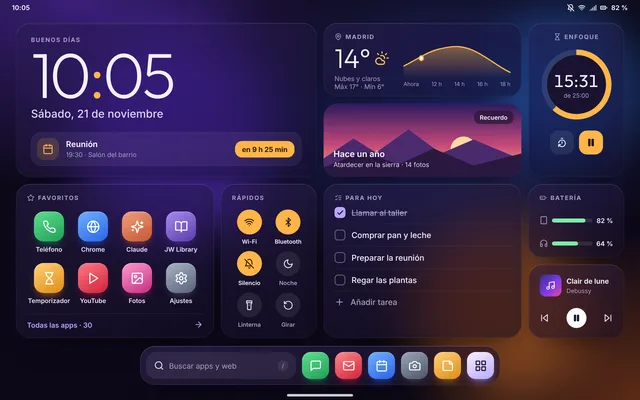 10:05
82 %
BUENOS DÍAS
10:05
Sábado, 21 de noviembre
Reunión
19:30 · Salón del barrio
en 9 h 25 min
MADRID
14°
Nubes y claros
Máx 17° · Mín 6°
Ahora
12 h
14 h
16 h
18 h
Recuerdo
Hace un año
Atardecer en la sierra · 14 fotos
ENFOQUE
15:31
de 25:00
FAVORITOS
Teléfono
Chrome
Claude
JW Library
Temporizador
YouTube
Fotos
Ajustes
Todas las apps · 30
RÁPIDOS
Wi-Fi
Bluetooth
Silencio
Noche
Linterna
Girar
PARA HOY
Llamar al taller
Comprar pan y leche
Preparar la reunión
Regar las plantas
Añadir tarea
BATERÍA
82 %
64 %
Clair de lune
Debussy
Buscar apps y web
/